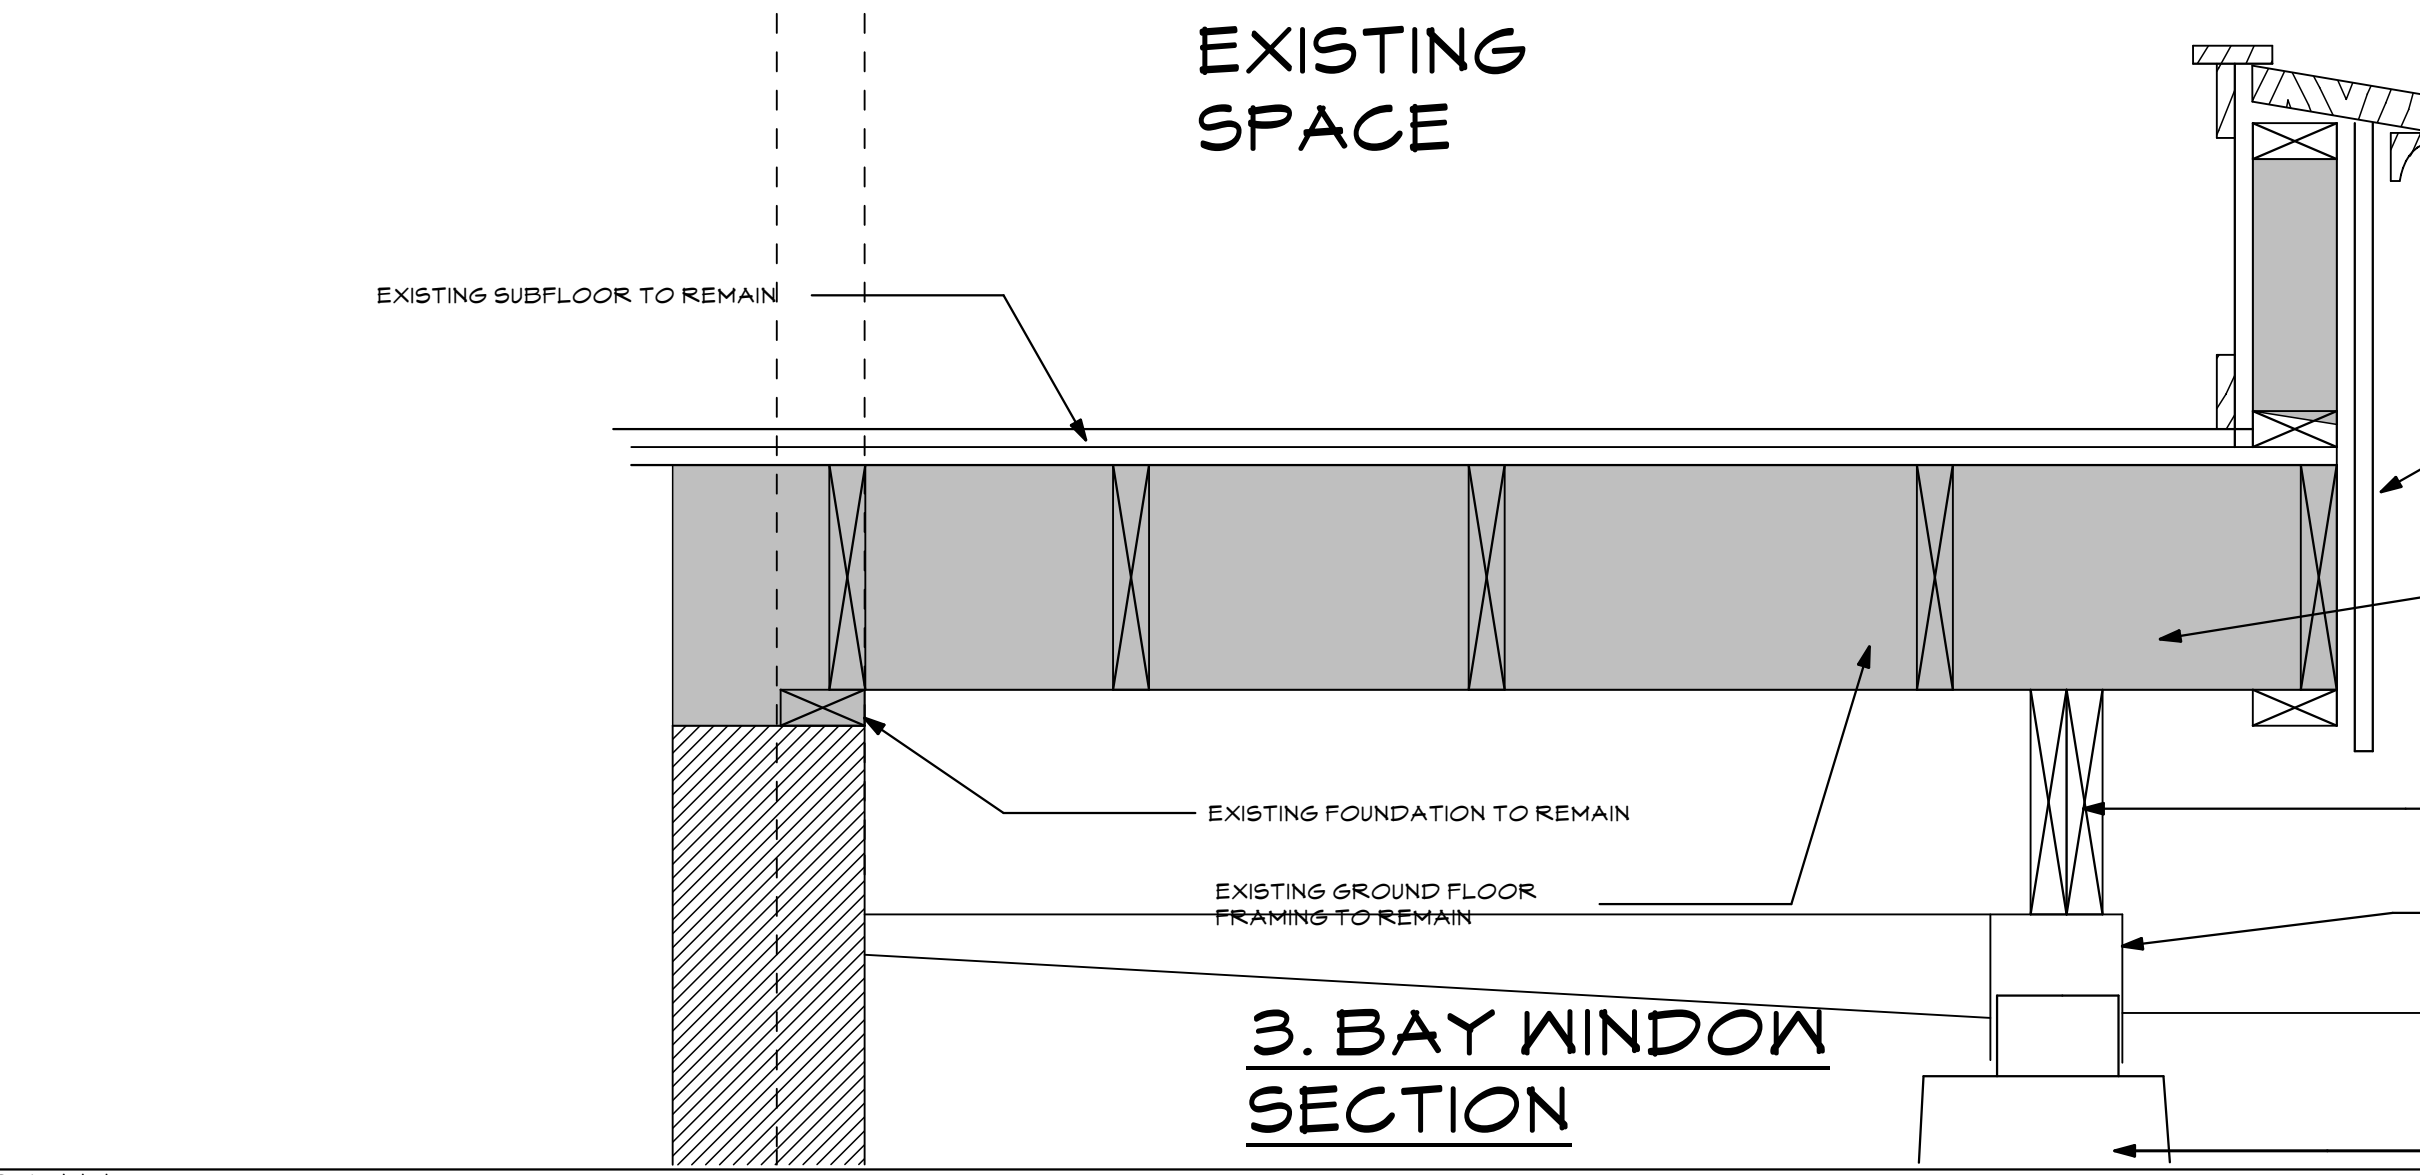 EXISTING
SPACE
EXISTING SUBFLOOR TO REMAIN
EXISTING FOUNDATION TO REMAIN
EXISTING GROUND FLOOR
FRAMING TO REMAIN
3. BAY WINDOW
SECTION